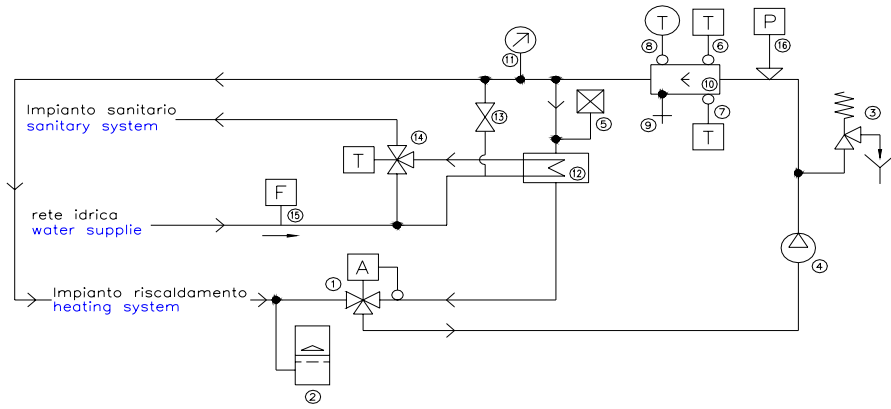 T
T
P
8
6
16
11
10
Impianto sanitario
sanitary system
13
5
7
3
14
9
T
T
12
F
15
rete idrica
water supplie
4
A
1
Impianto riscaldamento
heating system
2